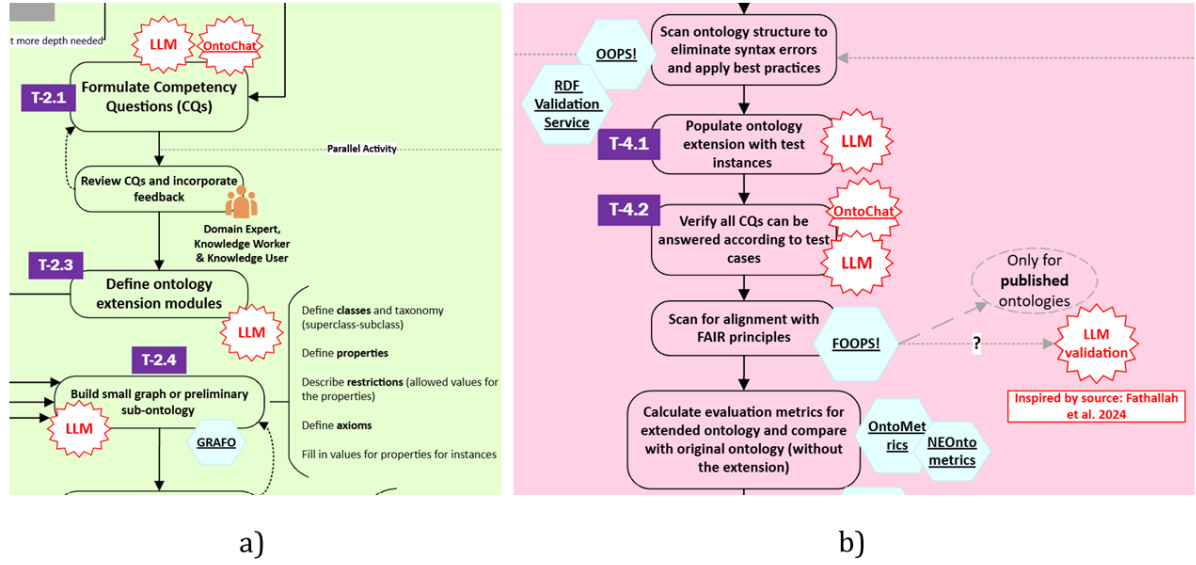 t more depth needed
LLM
OntoChat
T-2.1
Formulate Competency
Questions (CQs)
Parallel Activity
Review CQs and incorporate
feedback
Domain Expert,
Knowledge Worker
& Knowledge User
T-2.3
Define ontology
extension modules
LLM
T-2.4
Build small graph or preliminary
sub-ontology
LLM
GRAFO
Define classes and taxonomy
(superclass-subclass)
Define properties
Describe restrictions (allowed values for
the properties)
Define axioms
Fill in values for properties for instances
a)
Scan ontology structure to
eliminate syntax errors
and apply best practices
OOPS!
RDF
Validation
Service
T-4.1
Populate ontology
extension with test
instances
LLM
T-4.2
Verify all CQs can be
answered according to test
cases
OntoChat
LLM
Scan for alignment with
FAIR principles
FOOPS!
Only for
published
ontologies
?
LLM
validation
Inspired by source: Fathallah
et al. 2024
Calculate evaluation metrics for
extended ontology and compare
with original ontology (without
the extension)
OntoMet
rics
NEOnto
metrics
b)